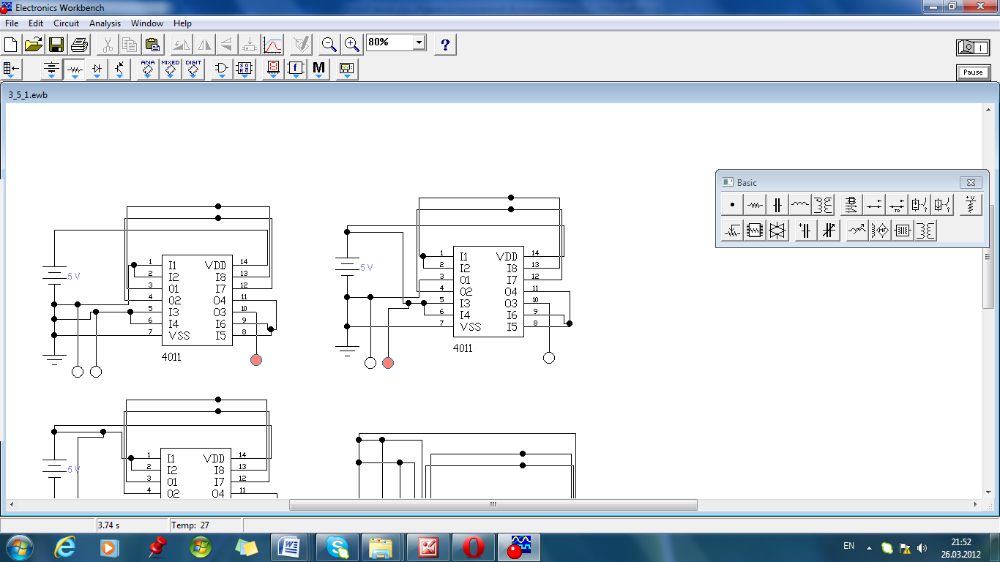 Electronics Workbench
File Edit Circuit Analysis Window Help
80%
?
ANA MIXED DIGIT
f M
Pause
3_5_1.ewb
Basic
5 V
1 I1 VDD 14
2 I2 I8 13
3 O1 I7 12
4 O2 O4 11
5 I3 O3 10
6 I4 I6 9
7 VSS I5 8
4011
5 V
1 I1 VDD 14
2 I2 I8 13
3 O1 I7 12
4 O2 O4 11
5 I3 O3 10
6 I4 I6 9
7 VSS I5 8
4011
5 V
1 I1 VDD 14
2 I2 I8 13
3 O1 I7 12
4 O2 O4 11
3.74 s Temp: 27
EN
21:52
26.03.2012